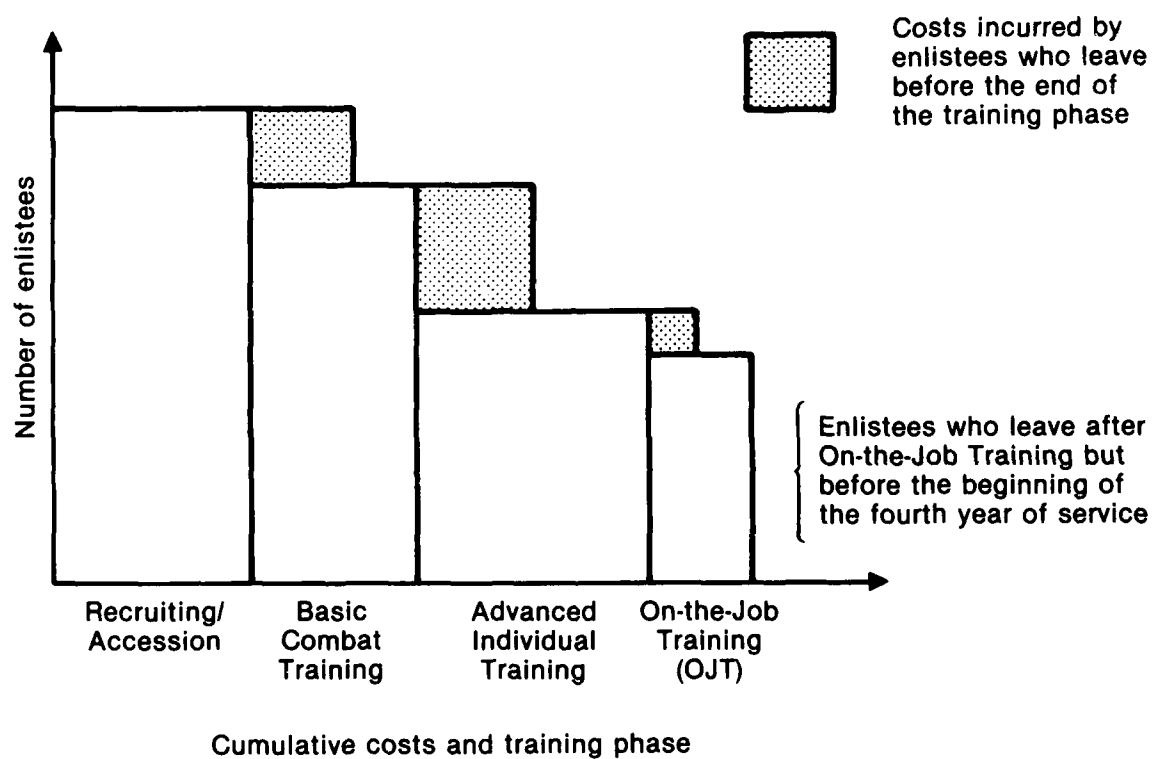 Costs incurred by
enlistees who leave
before the end of
the training phase
Number of enlistees
Enlistees who leave after
On-the-Job Training but
before the beginning of
the fourth year of service
Recruiting/
Accession
Basic
Combat
Training
Advanced
Individual
Training
On-the-Job
Training
(OJT)
Cumulative costs and training phase